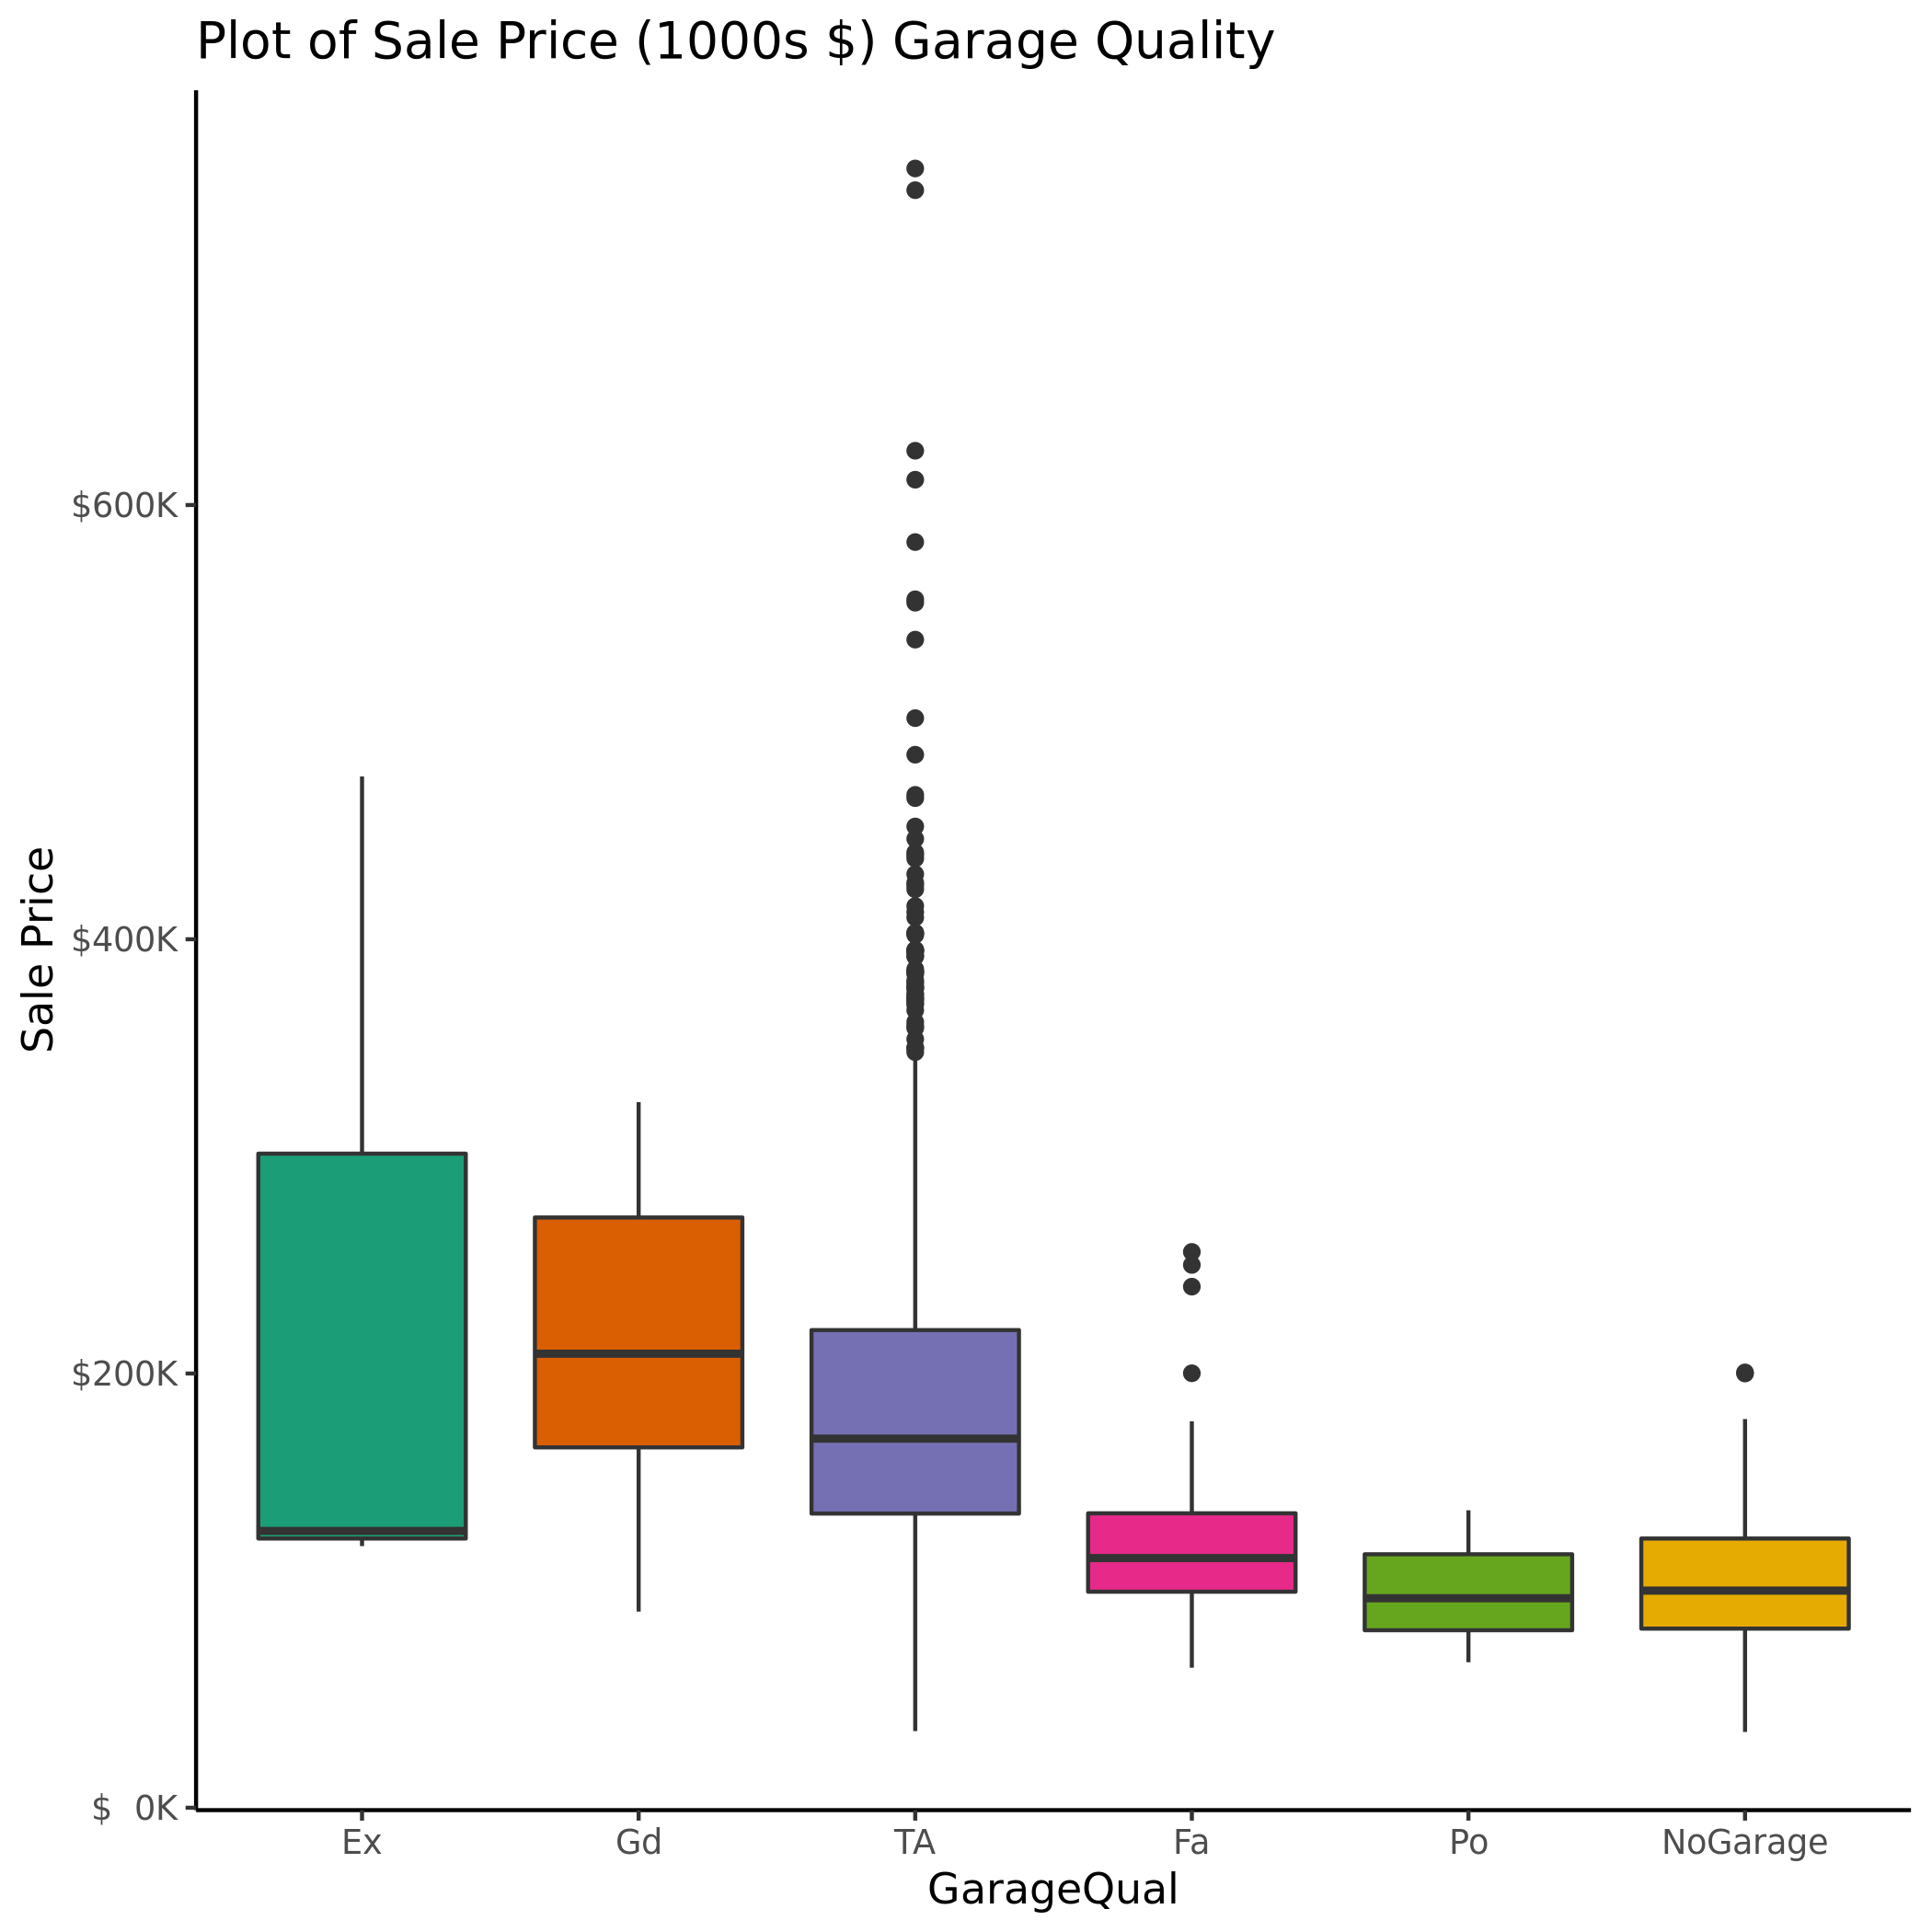 Plot of Sale Price (1000s $) Garage Quality
$600K
$400K
$200K
$  0K
Sale Price
Ex
Gd
TA
Fa
Po
NoGarage
GarageQual